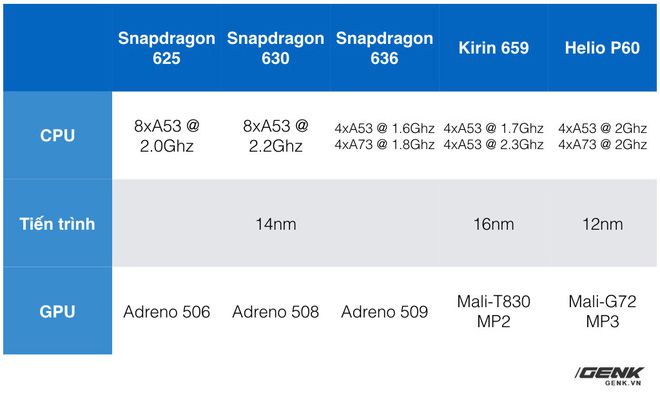 Snapdragon 625 Snapdragon 630 Snapdragon 636 Kirin 659 Helio P60
CPU
8xA53 @ 2.0Ghz
8xA53 @ 2.2Ghz
4xA53 @ 1.6Ghz
4xA73 @ 1.8Ghz
4xA53 @ 1.7Ghz
4xA53 @ 2.3Ghz
4xA53 @ 2Ghz
4xA73 @ 2Ghz
Tiến trình 14nm 16nm 12nm
GPU Adreno 506 Adreno 508 Adreno 509 Mali-T830 MP2 Mali-G72 MP3
GENK
GENK.VN